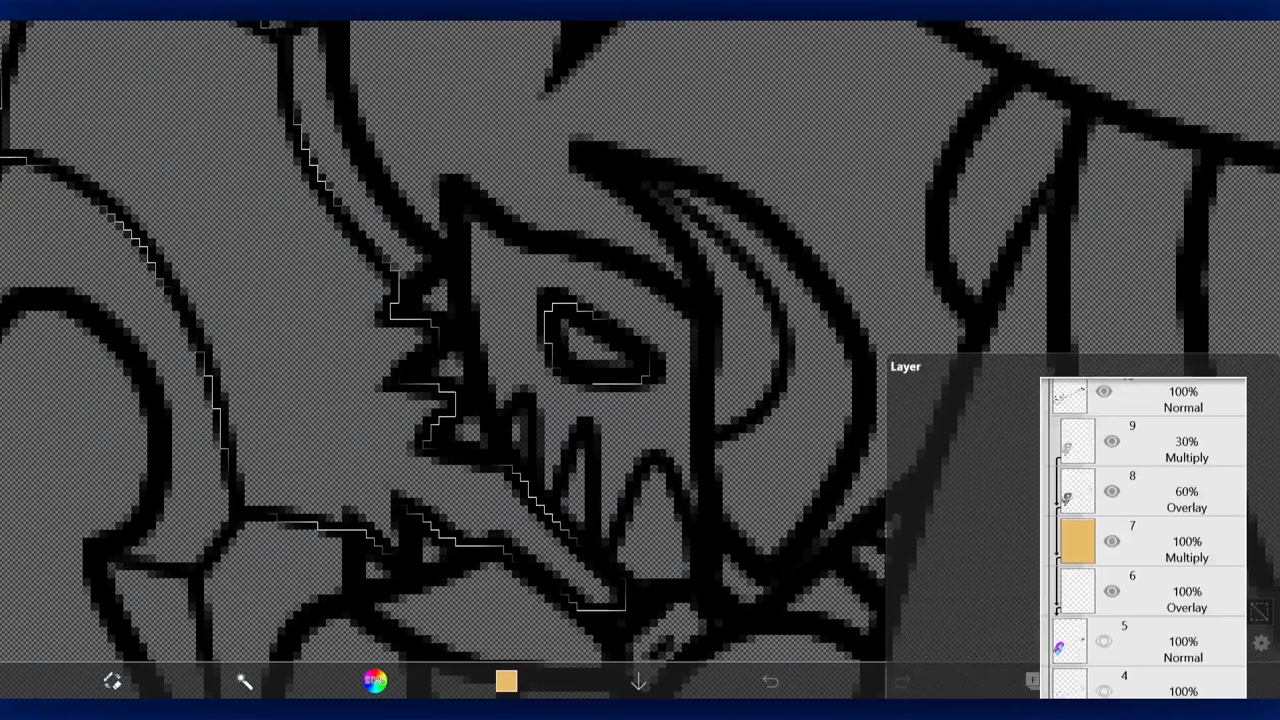 Layer
100%
Normal
9
30%
Multiply
8
60%
Overlay
7
100%
Multiply
6
100%
Overlay
5
100%
Normal
4
100%